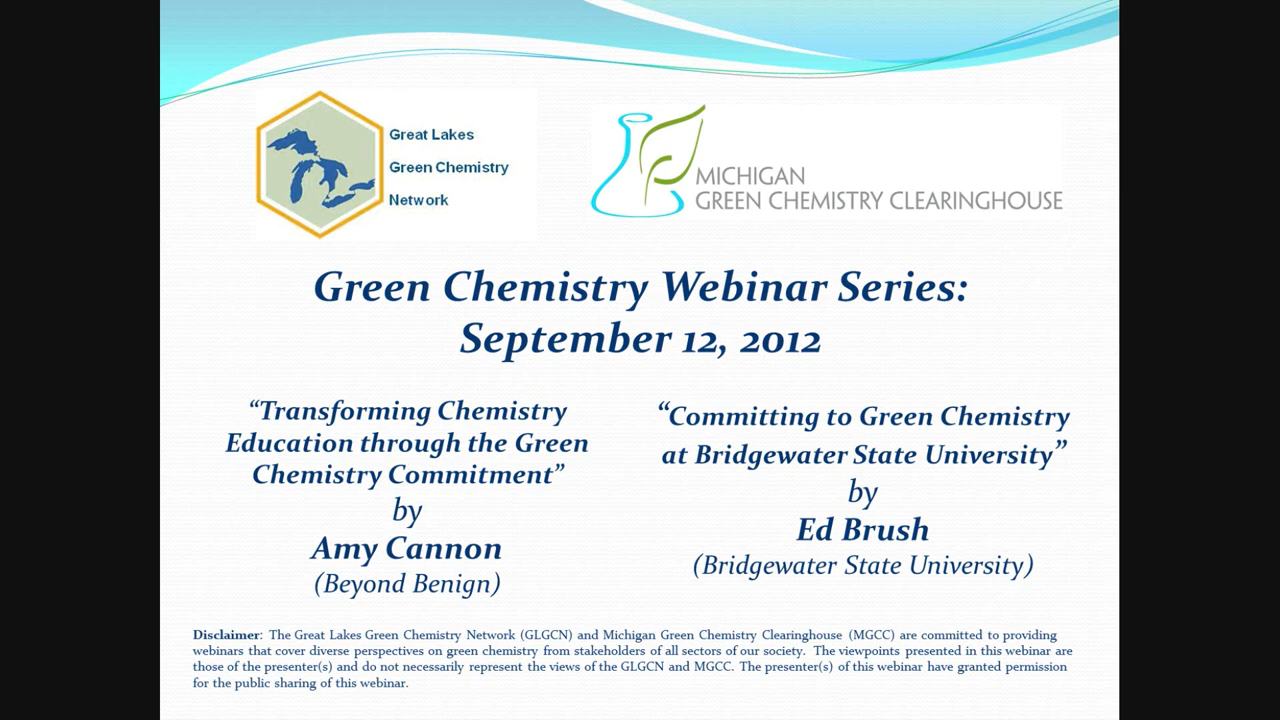 Great Lakes
Green Chemistry
Network
MICHIGAN
GREEN CHEMISTRY CLEARINGHOUSE
Green Chemistry Webinar Series:
September 12, 2012
“Transforming Chemistry
Education through the Green
Chemistry Commitment”
by
Amy Cannon
(Beyond Benign)
“Committing to Green Chemistry
at Bridgewater State University”
by
Ed Brush
(Bridgewater State University)
Disclaimer: The Great Lakes Green Chemistry Network (GLGCN) and Michigan Green Chemistry Clearinghouse (MGCC) are committed to providing
webinars that cover diverse perspectives on green chemistry from stakeholders of all sectors of our society. The viewpoints presented in this webinar are
those of the presenter(s) and do not necessarily represent the views of the GLGCN and MGCC. The presenter(s) of this webinar have granted permission
for the public sharing of this webinar.